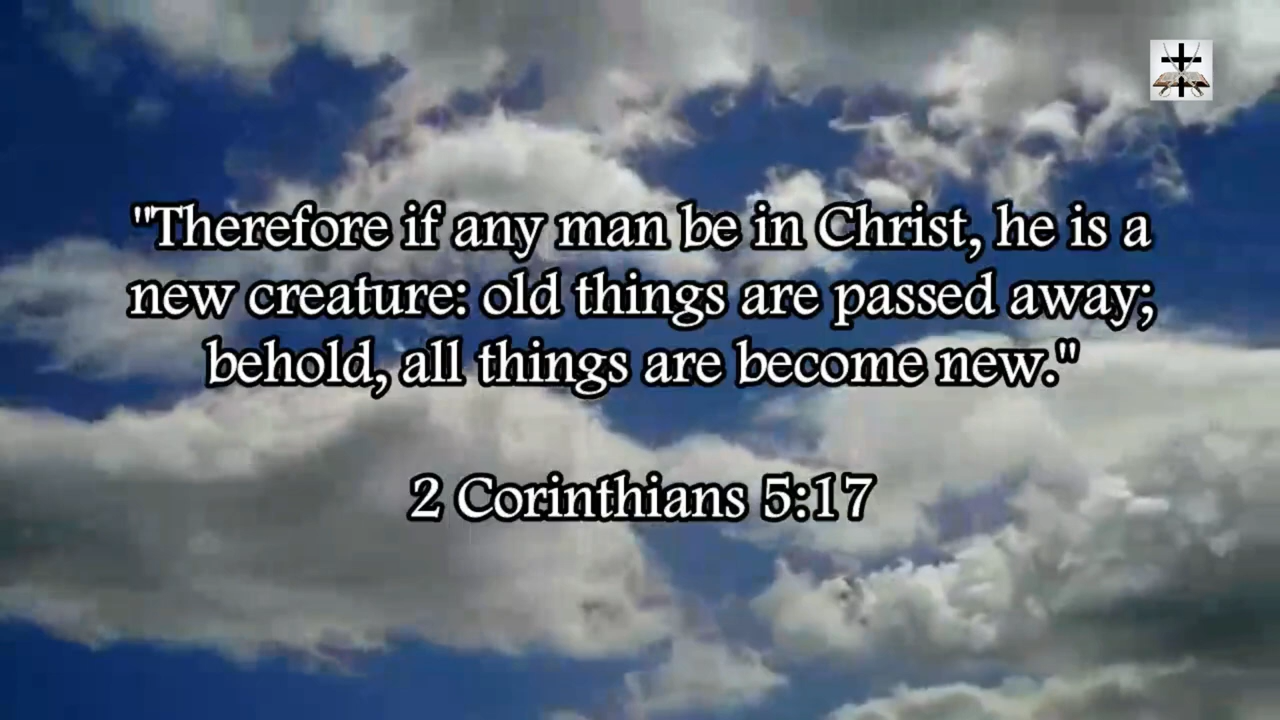 "Therefore if any man be in Christ, he is a
new creature: old things are passed away;
behold, all things are become new."
2 Corinthians 5:17